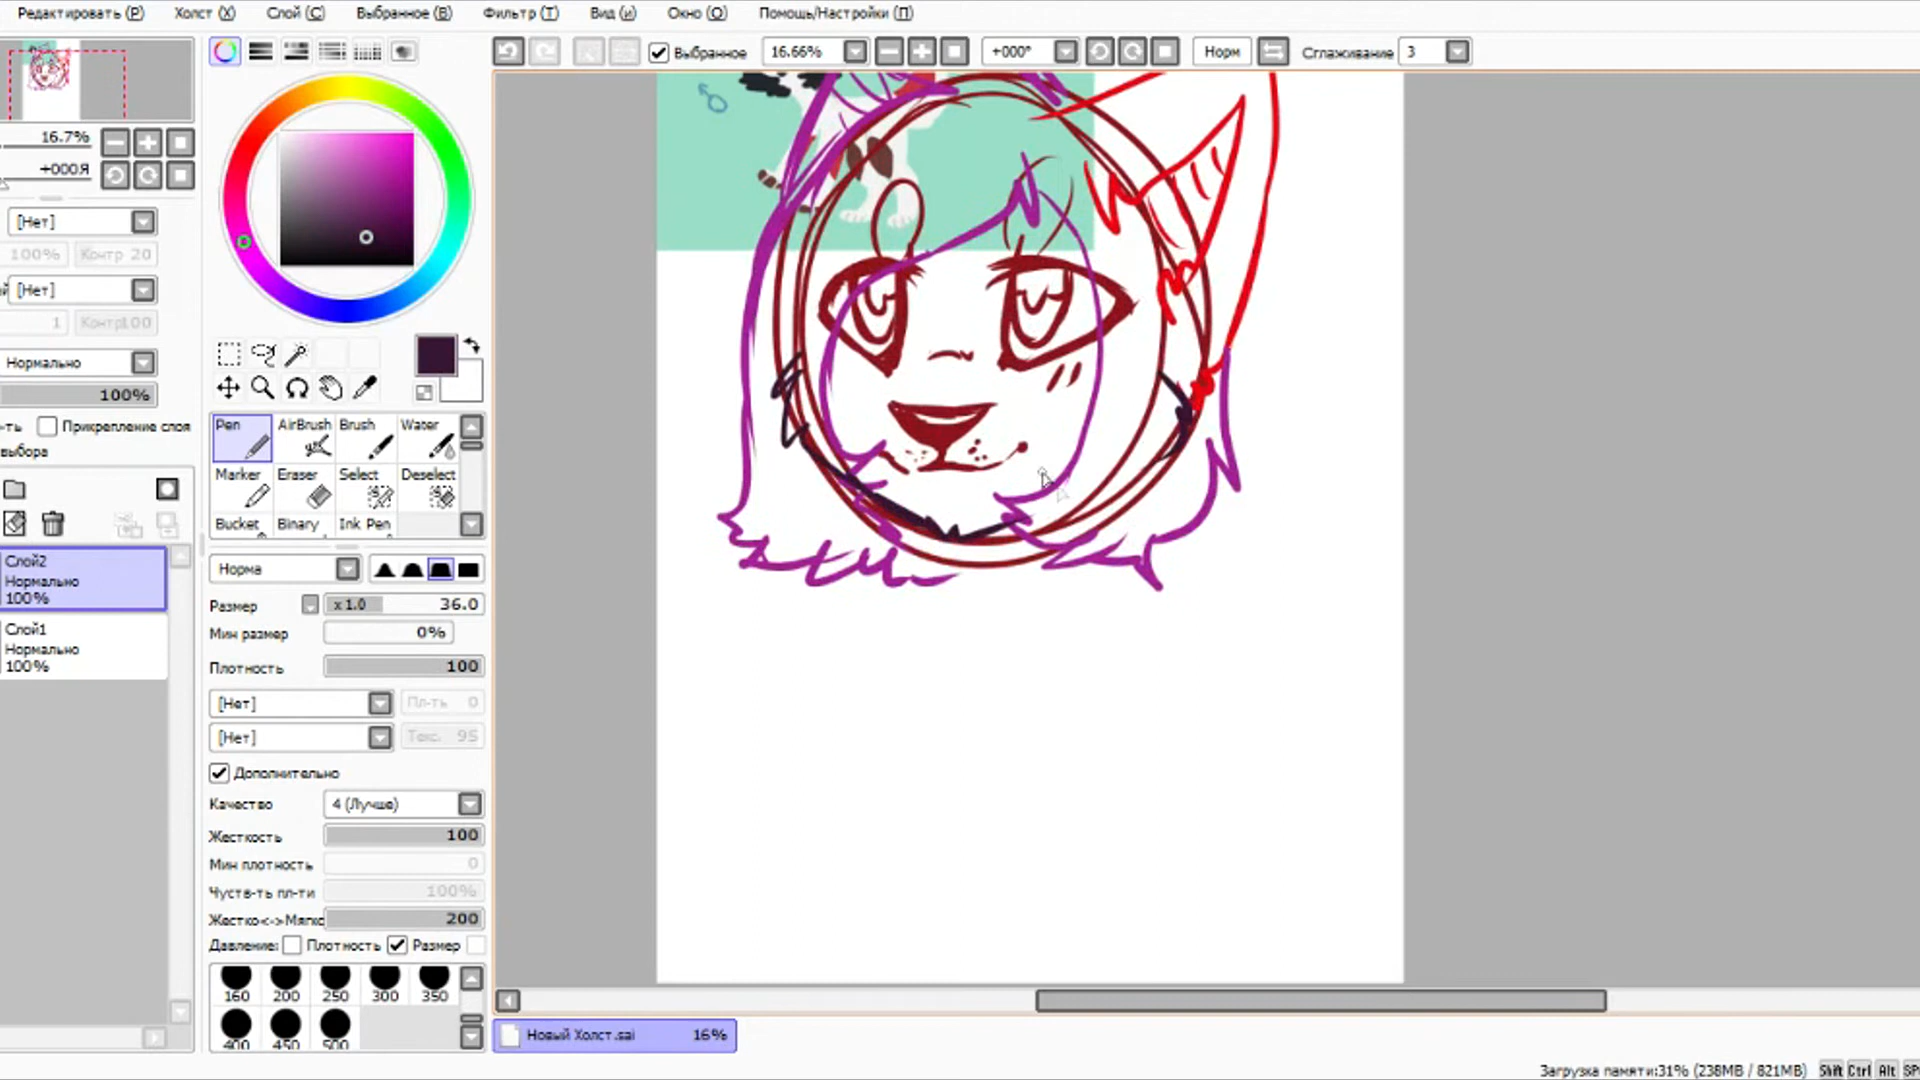 Редактировать (P) Холст (X) Слой (C) Выбранное (B) Фильтр (T) Вид (и) Окно (O) Помощь/Настройки (П)
Выбранное 16.66% +000° Норм Сглаживание 3
16.7%
+000Я
[Нет]
100% Контр 20
[Нет]
1 Контр100
Нормально
100%
Прикрепление слоя
выбора
Слой2
Нормально
100%
Слой1
Нормально
100%
Pen AirBrush Brush Water
Marker Eraser Select Deselect
Bucket Binary Ink Pen
Норма
Размер x 1.0 36.0
Мин размер 0%
Плотность 100
[Нет] Пл-ть 0
[Нет] Текс. 95
Дополнительно
Качество 4 (Лучше)
Жесткость 100
Мин плотность 0
Чуств-ть пл-ти 100%
Жестко<->Мягкс 200
Давление: Плотность Размер
160 200 250 300 350
400 450 500
Новый Холст.sai 16%
Загрузка памяти:31% (238MB / 821MB) Shift Ctrl Alt SP